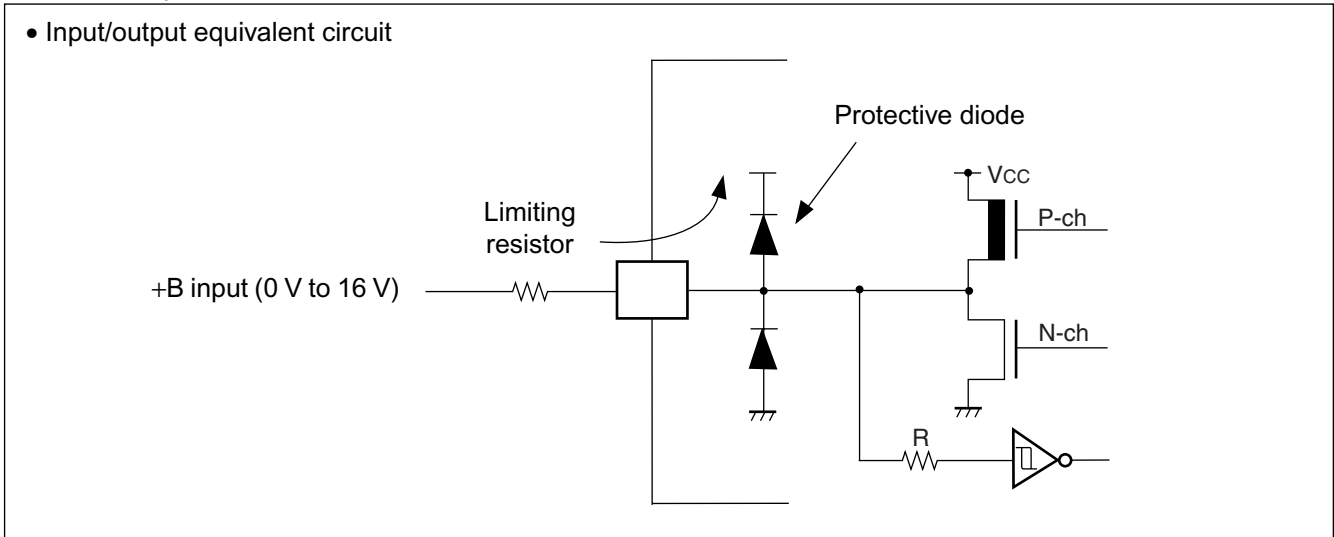 • Input/output equivalent circuit
Protective diode
VCC
Limiting
resistor
P-ch
+B input (0 V to 16 V)
N-ch
R